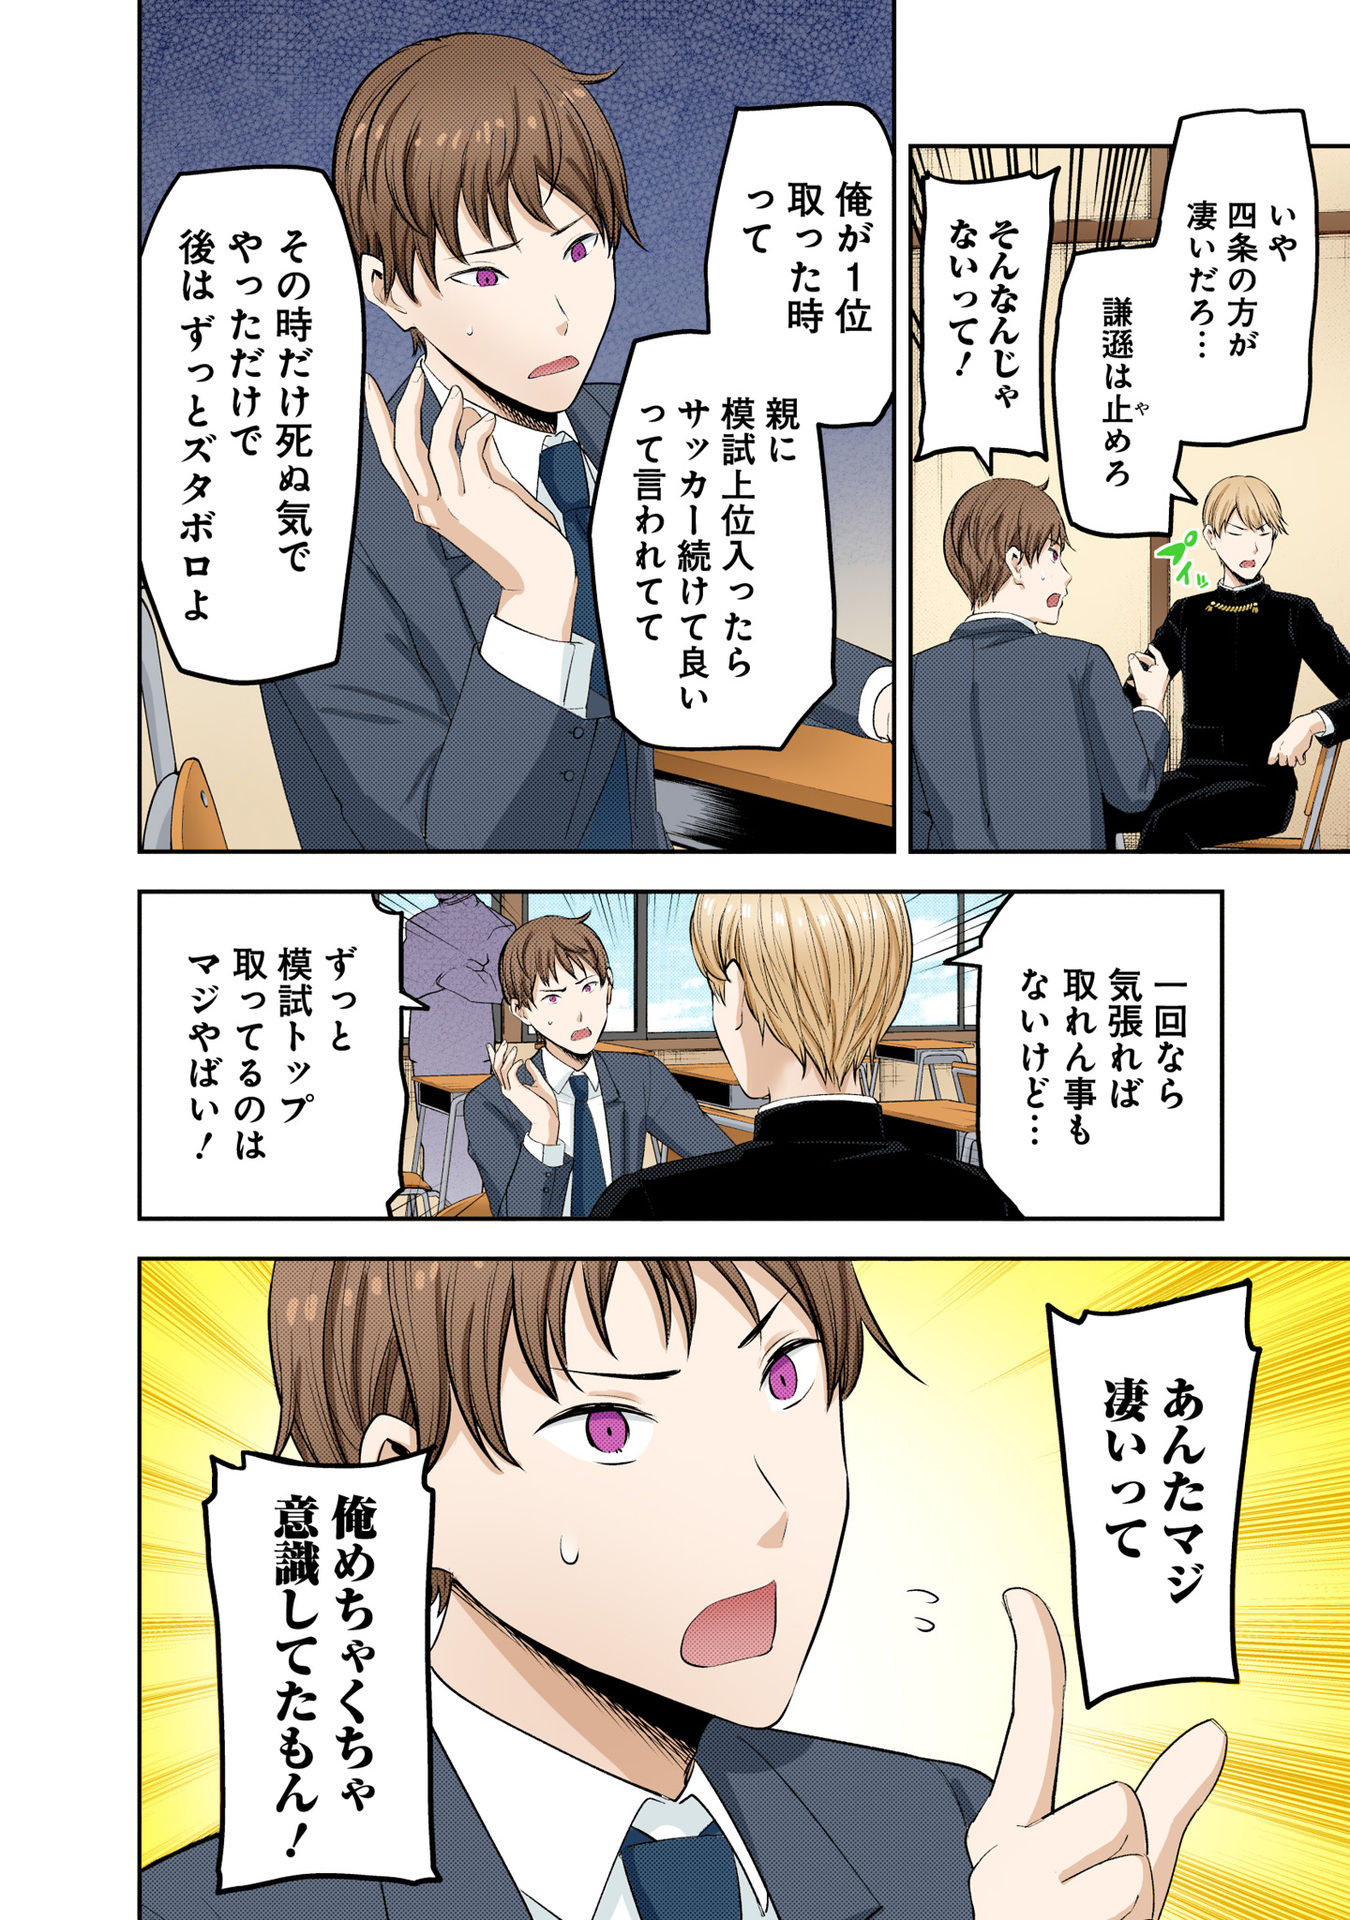 いや
四条の方が
凄いだろ…
謙遜は止めろ
や
プイッ
そんなんじゃ
ないって！
俺が１位
取った時
って
親に
模試上位入ったら
サッカー続けて良い
って言われてて
その時だけ死ぬ気で
やっただけで
後はずっとズタボロよ
一回なら
気張れば
取れん事も
ないけど…
ずっと
模試トップ
取ってるのは
マジやばい！
あんたマジ
凄いって
俺めちゃくちゃ
意識してたもん！